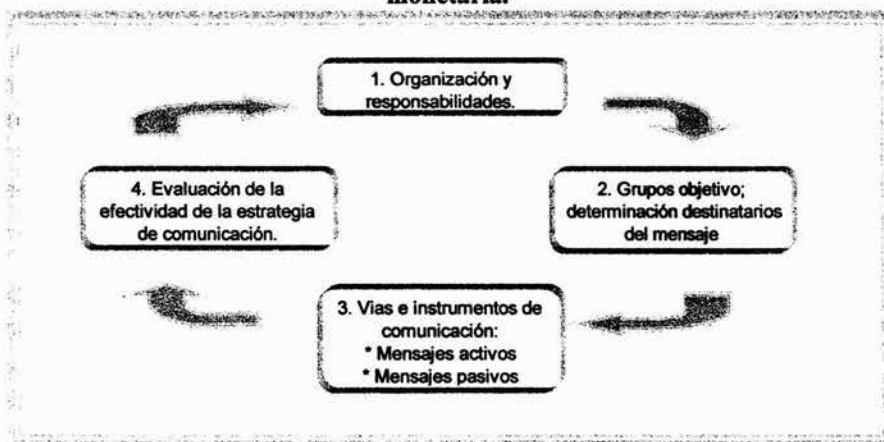 monetaria.
1. Organización y
responsabilidades.
2. Grupos objetivo;
determinación destinatarios
del mensaje
3. Vias e instrumentos de
comunicación:
* Mensajes activos
* Mensajes pasivos
4. Evaluación de la
efectividad de la estrategia
de comunicación.